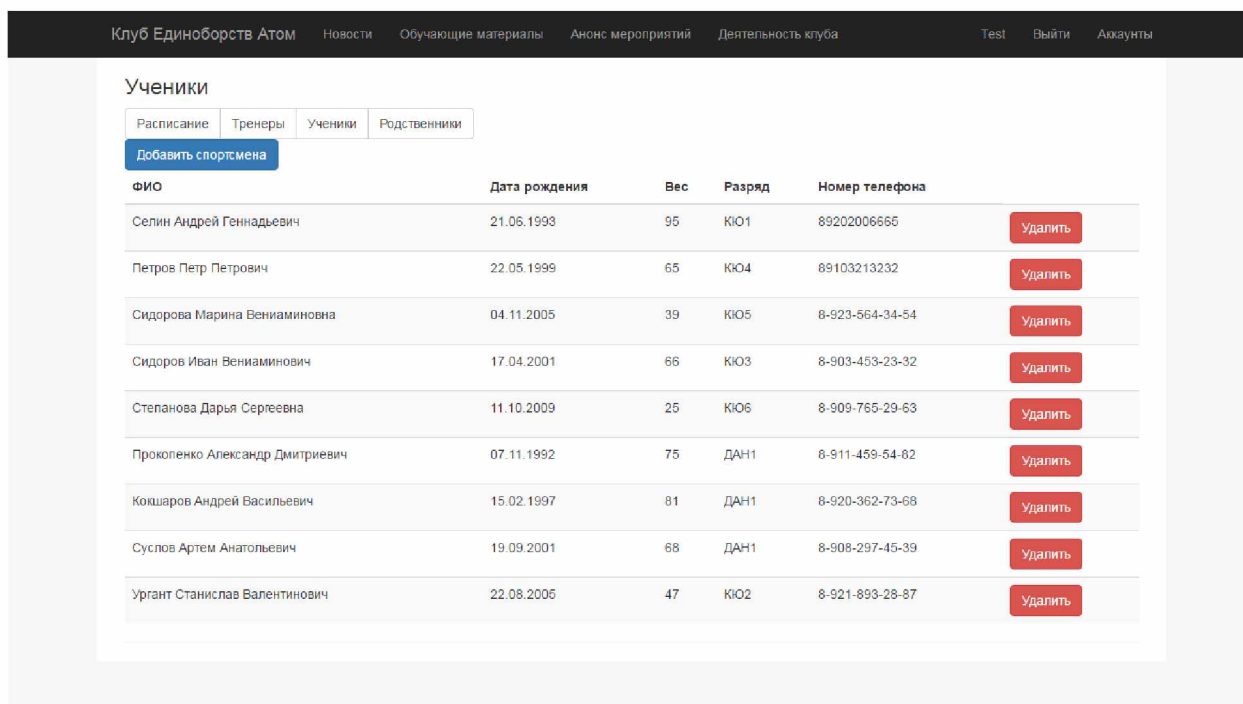 Клуб Единоборств Атом Новости Обучающие материалы Анонс мероприятий Деятельность клуба Test Выйти Аккаунты
Ученики
Расписание Тренеры Ученики Родственники
Добавить спортсмена
ФИО Дата рождения Вес Разряд Номер телефона
Селин Андрей Геннадьевич 21.06.1993 95 КЮ1 89202006665 Удалить
Петров Петр Петрович 22.05.1999 65 КЮ4 89103213232 Удалить
Сидорова Марина Вениаминовна 04.11.2005 39 КЮ5 8-923-564-34-54 Удалить
Сидоров Иван Вениаминович 17.04.2001 66 КЮ3 8-903-453-23-32 Удалить
Степанова Дарья Сергеевна 11.10.2009 25 КЮ6 8-909-765-29-63 Удалить
Прокопенко Александр Дмитриевич 07.11.1992 75 ДАН1 8-911-459-54-82 Удалить
Кокшаров Андрей Васильевич 15.02.1997 81 ДАН1 8-920-362-73-68 Удалить
Суслов Артем Анатольевич 19.09.2001 68 ДАН1 8-908-297-45-39 Удалить
Ургант Станислав Валентинович 22.08.2005 47 КЮ2 8-921-893-28-87 Удалить